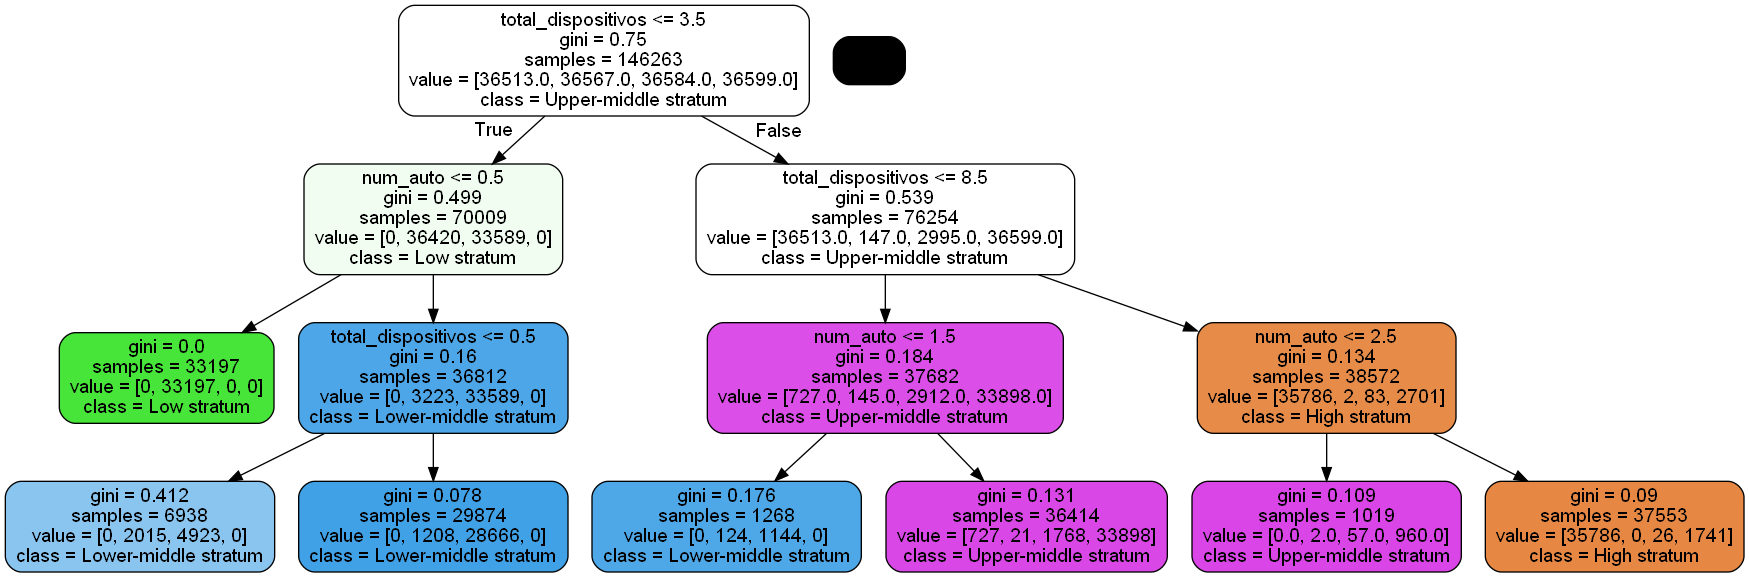 total_dispositivos <= 3.5
gini = 0.75
samples = 146263
value = [36513.0, 36567.0, 36584.0, 36599.0]
class = Upper-middle stratum
True
False
num_auto <= 0.5
gini = 0.499
samples = 70009
value = [0, 36420, 33589, 0]
class = Low stratum
total_dispositivos <= 8.5
gini = 0.539
samples = 76254
value = [36513.0, 147.0, 2995.0, 36599.0]
class = Upper-middle stratum
gini = 0.0
samples = 33197
value = [0, 33197, 0, 0]
class = Low stratum
total_dispositivos <= 0.5
gini = 0.16
samples = 36812
value = [0, 3223, 33589, 0]
class = Lower-middle stratum
num_auto <= 1.5
gini = 0.184
samples = 37682
value = [727.0, 145.0, 2912.0, 33898.0]
class = Upper-middle stratum
num_auto <= 2.5
gini = 0.134
samples = 38572
value = [35786, 2, 83, 2701]
class = High stratum
gini = 0.412
samples = 6938
value = [0, 2015, 4923, 0]
class = Lower-middle stratum
gini = 0.078
samples = 29874
value = [0, 1208, 28666, 0]
class = Lower-middle stratum
gini = 0.176
samples = 1268
value = [0, 124, 1144, 0]
class = Lower-middle stratum
gini = 0.131
samples = 36414
value = [727, 21, 1768, 33898]
class = Upper-middle stratum
gini = 0.109
samples = 1019
value = [0.0, 2.0, 57.0, 960.0]
class = Upper-middle stratum
gini = 0.09
samples = 37553
value = [35786, 0, 26, 1741]
class = High stratum